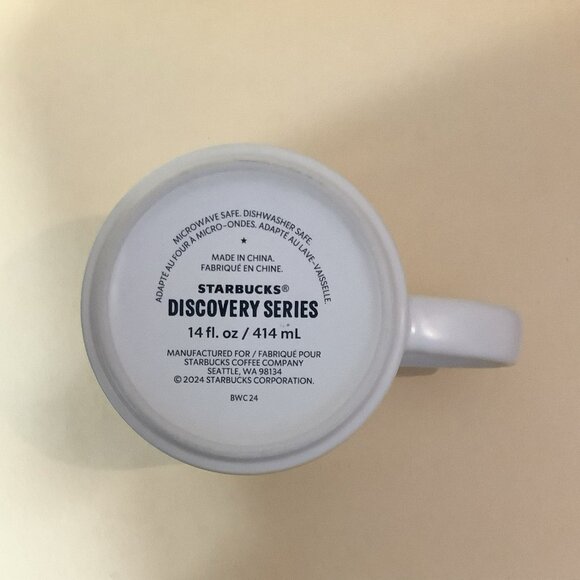 MICROWAVE SAFE. DISHWASHER SAFE.
ADAPTÉ AU FOUR À MICRO-ONDES. ADAPTÉ AU LAVE-VAISSELLE.
MADE IN CHINA.
FABRIQUÉ EN CHINE.
STARBUCKS®
DISCOVERY SERIES
14 fl. oz / 414 mL
MANUFACTURED FOR / FABRIQUÉ POUR
STARBUCKS COFFEE COMPANY
SEATTLE, WA 98134
© 2024 STARBUCKS CORPORATION.
BWC 24